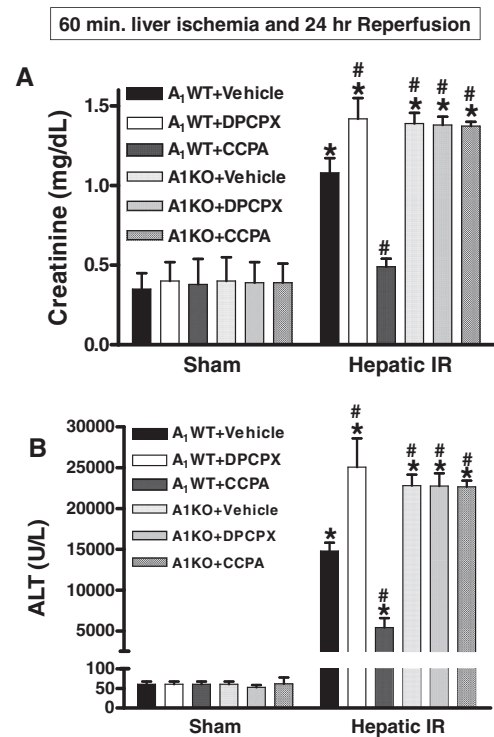 60 min. liver ischemia and 24 hr Reperfusion
A
Creatinine (mg/dL)
1.5
1.0
0.5
0.0
A1WT+Vehicle
A1WT+DPCPX
A1WT+CCPA
A1KO+Vehicle
A1KO+DPCPX
A1KO+CCPA
*
#
*
#
#
*
#
*
#
*
Sham
Hepatic IR
B
ALT (U/L)
30000
25000
20000
15000
10000
5000
100
50
0
A1WT+Vehicle
A1WT+DPCPX
A1WT+CCPA
A1KO+Vehicle
A1KO+DPCPX
A1KO+CCPA
*
#
*
#
*
#
*
#
*
#
*
Sham
Hepatic IR